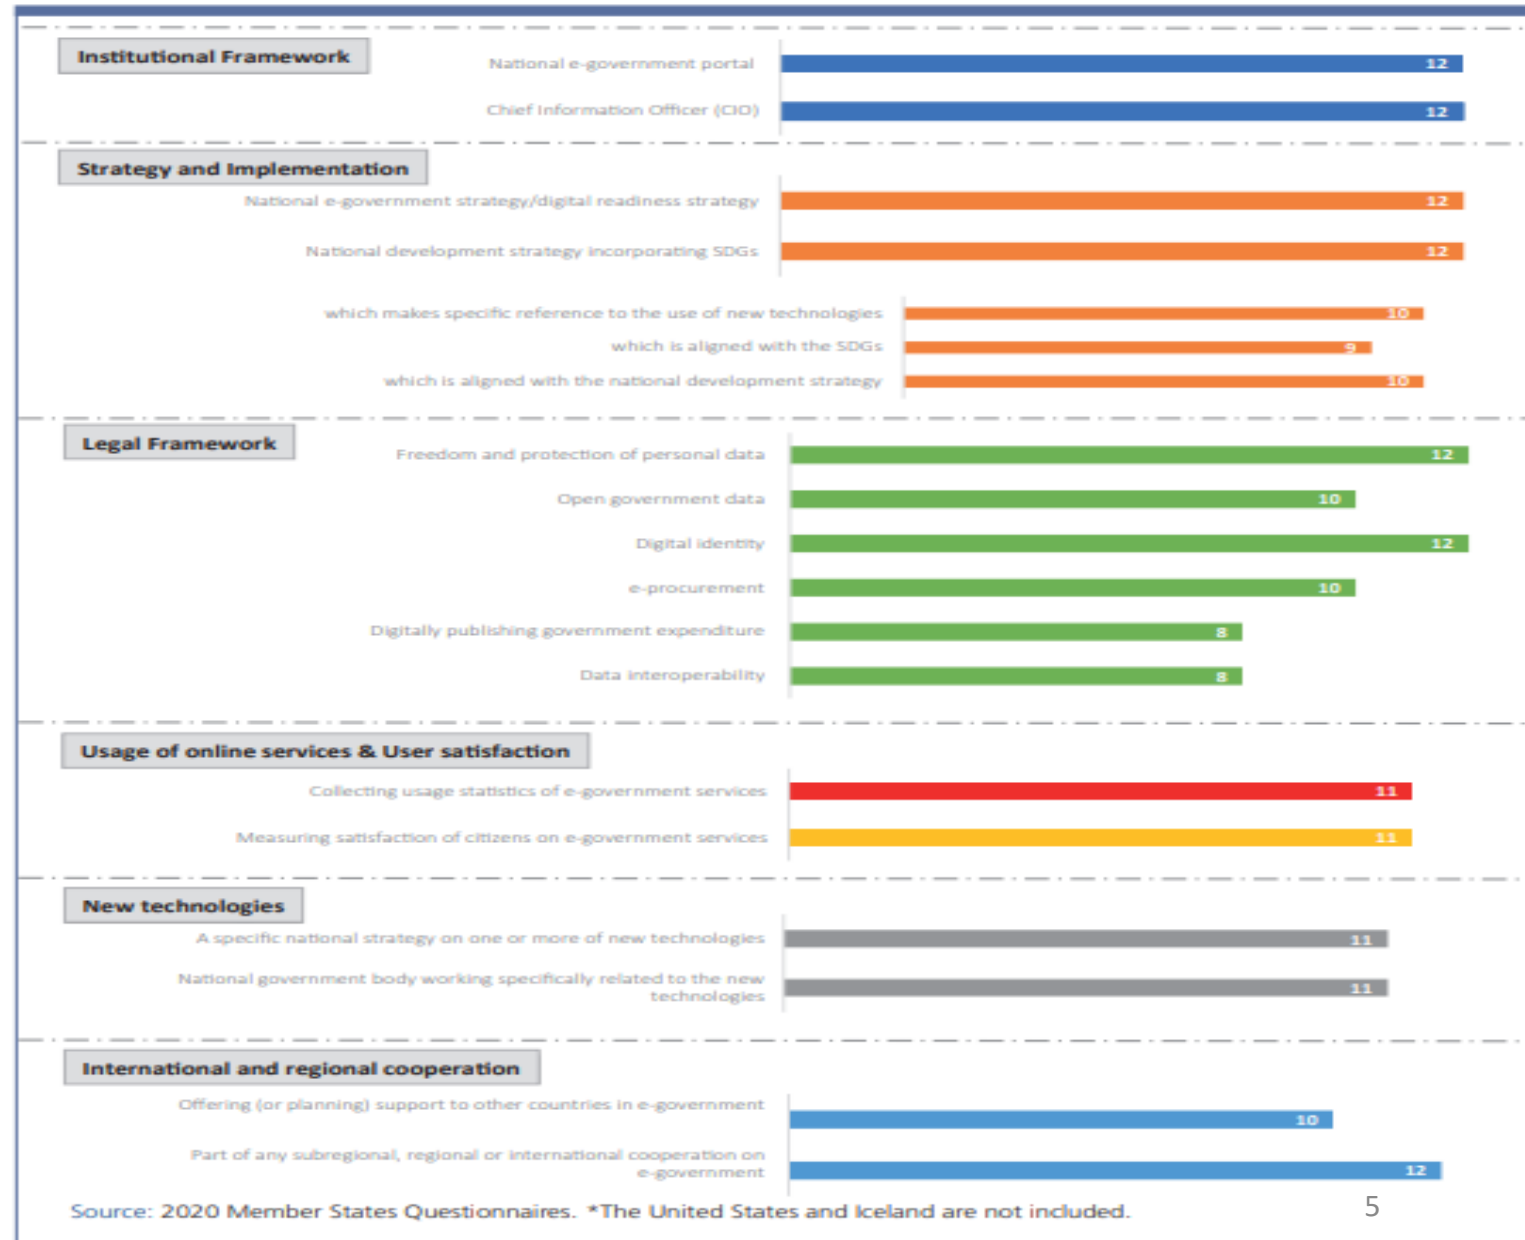 Institutional Framework
National e-government portal 12
Chief Information Officer (CIO) 12
Strategy and Implementation
National e-government strategy/digital readiness strategy 12
National development strategy incorporating SDGs 12
which makes specific reference to the use of new technologies 10
which is aligned with the SDGs 9
which is aligned with the national development strategy 10
Legal Framework
Freedom and protection of personal data 12
Open government data 10
Digital identity 12
e-procurement 10
Digitally publishing government expenditure 8
Data interoperability 8
Usage of online services & User satisfaction
Collecting usage statistics of e-government services 11
Measuring satisfaction of citizens on e-government services 11
New technologies
A specific national strategy on one or more of new technologies 11
National government body working specifically related to the new
technologies 11
International and regional cooperation
Offering (or planning) support to other countries in e-government 10
Part of any subregional, regional or international cooperation on
e-government 12
Source: 2020 Member States Questionnaires. *The United States and Iceland are not included. 5